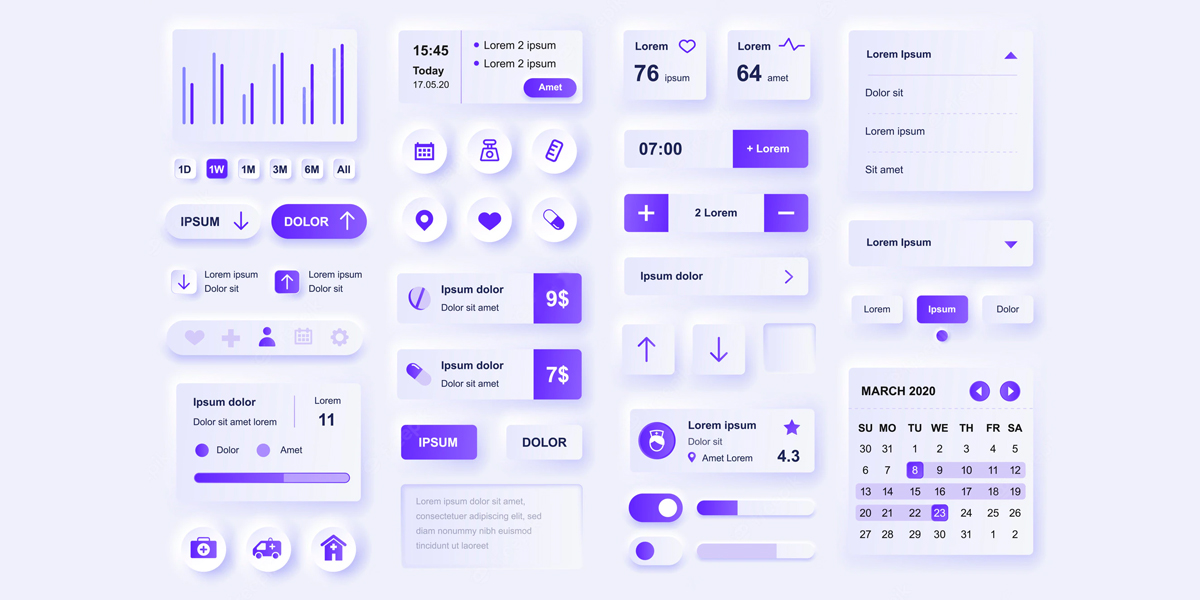 1D 1W 1M 3M 6M All
IPSUM
DOLOR
Lorem ipsum
Dolor sit
Lorem ipsum
Dolor sit
Ipsum dolor
Dolor sit amet lorem
Lorem
11
Dolor
Amet
15:45
Today
17.05.20
Lorem 2 ipsum
Lorem 2 ipsum
Amet
Ipsum dolor
Dolor sit amet
9$
Ipsum dolor
Dolor sit amet
7$
IPSUM
DOLOR
Lorem ipsum dolor sit amet,
consectetuer adipiscing elit, sed
diam nonummy nibh euismod
tincidunt ut laoreet
Lorem
76 ipsum
Lorem
64 amet
07:00
+ Lorem
+ 2 Lorem −
Ipsum dolor
Lorem ipsum
Dolor sit
Amet Lorem
4.3
Lorem Ipsum
Dolor sit
Lorem ipsum
Sit amet
Lorem Ipsum
Lorem
Ipsum
Dolor
MARCH 2020
SU MO TU WE TH FR SA
30 31 1 2 3 4 5
6 7 8 9 10 11 12
13 14 15 16 17 18 19
20 21 22 23 24 25 26
27 28 29 30 31 1 2